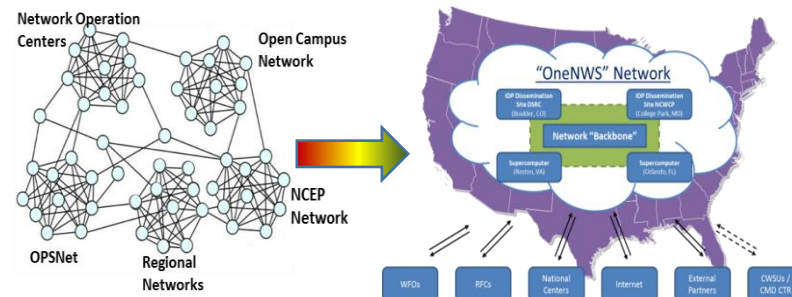 Network Operation
Centers
Open Campus
Network
NCEP
Network
OPSNet
Regional
Networks
“OneNWS” Network
IDP Dissemination
Site DSRC
(Boulder, CO)
IDP Dissemination
Site NCWCP
(College Park, MD)
Network “Backbone”
Supercomputer
(Reston, VA)
Supercomputer
(Orlando, FL)
WFOs
RFCs
National
Centers
Internet
External
Partners
CWSUs /
CMD CTR